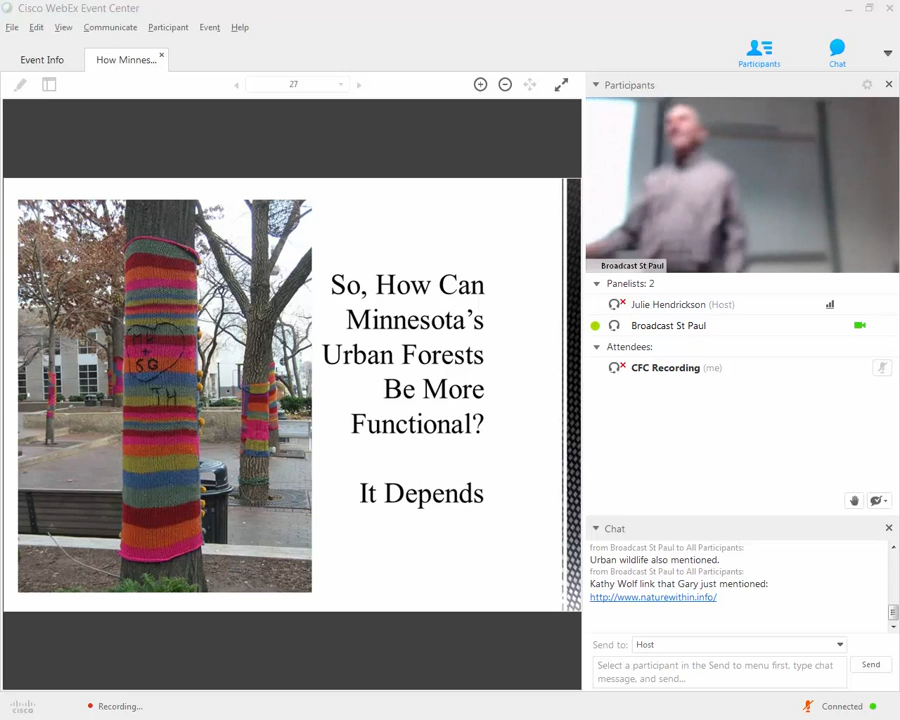 Cisco WebEx Event Center
File Edit View Communicate Participant Event Help
Event Info
How Minnes...
Participants
Chat
27
Participants
Broadcast St Paul
Panelists: 2
Julie Hendrickson (Host)
Broadcast St Paul
Attendees:
CFC Recording (me)
MR
+
SG
TH
So, How Can
Minnesota's
Urban Forests
Be More
Functional?
It Depends
Chat
from Broadcast St Paul to All Participants:
Urban wildlife also mentioned.
from Broadcast St Paul to All Participants:
Kathy Wolf link that Gary just mentioned:
http://www.naturewithin.info/
Send to: Host
Select a participant in the Send to menu first, type chat
message, and send...
Send
cisco
Recording...
Connected